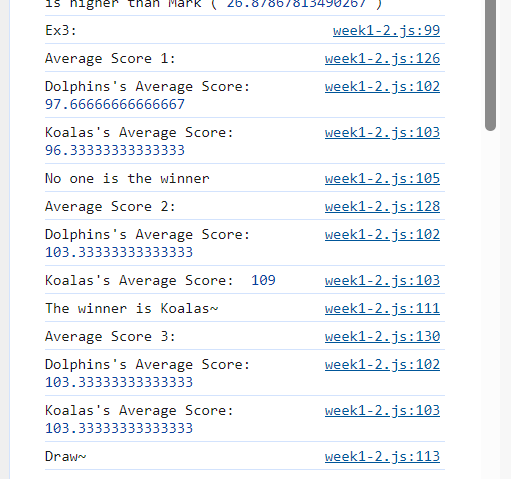 is higher than Mark ( 26.87867813490267 )
Ex3: week1-2.js:99
Average Score 1: week1-2.js:126
Dolphins's Average Score: week1-2.js:102
97.66666666666667
Koalas's Average Score: week1-2.js:103
96.33333333333333
No one is the winner week1-2.js:105
Average Score 2: week1-2.js:128
Dolphins's Average Score: week1-2.js:102
103.33333333333333
Koalas's Average Score: 109 week1-2.js:103
The winner is Koalas~ week1-2.js:111
Average Score 3: week1-2.js:130
Dolphins's Average Score: week1-2.js:102
103.33333333333333
Koalas's Average Score: week1-2.js:103
103.33333333333333
Draw~ week1-2.js:113